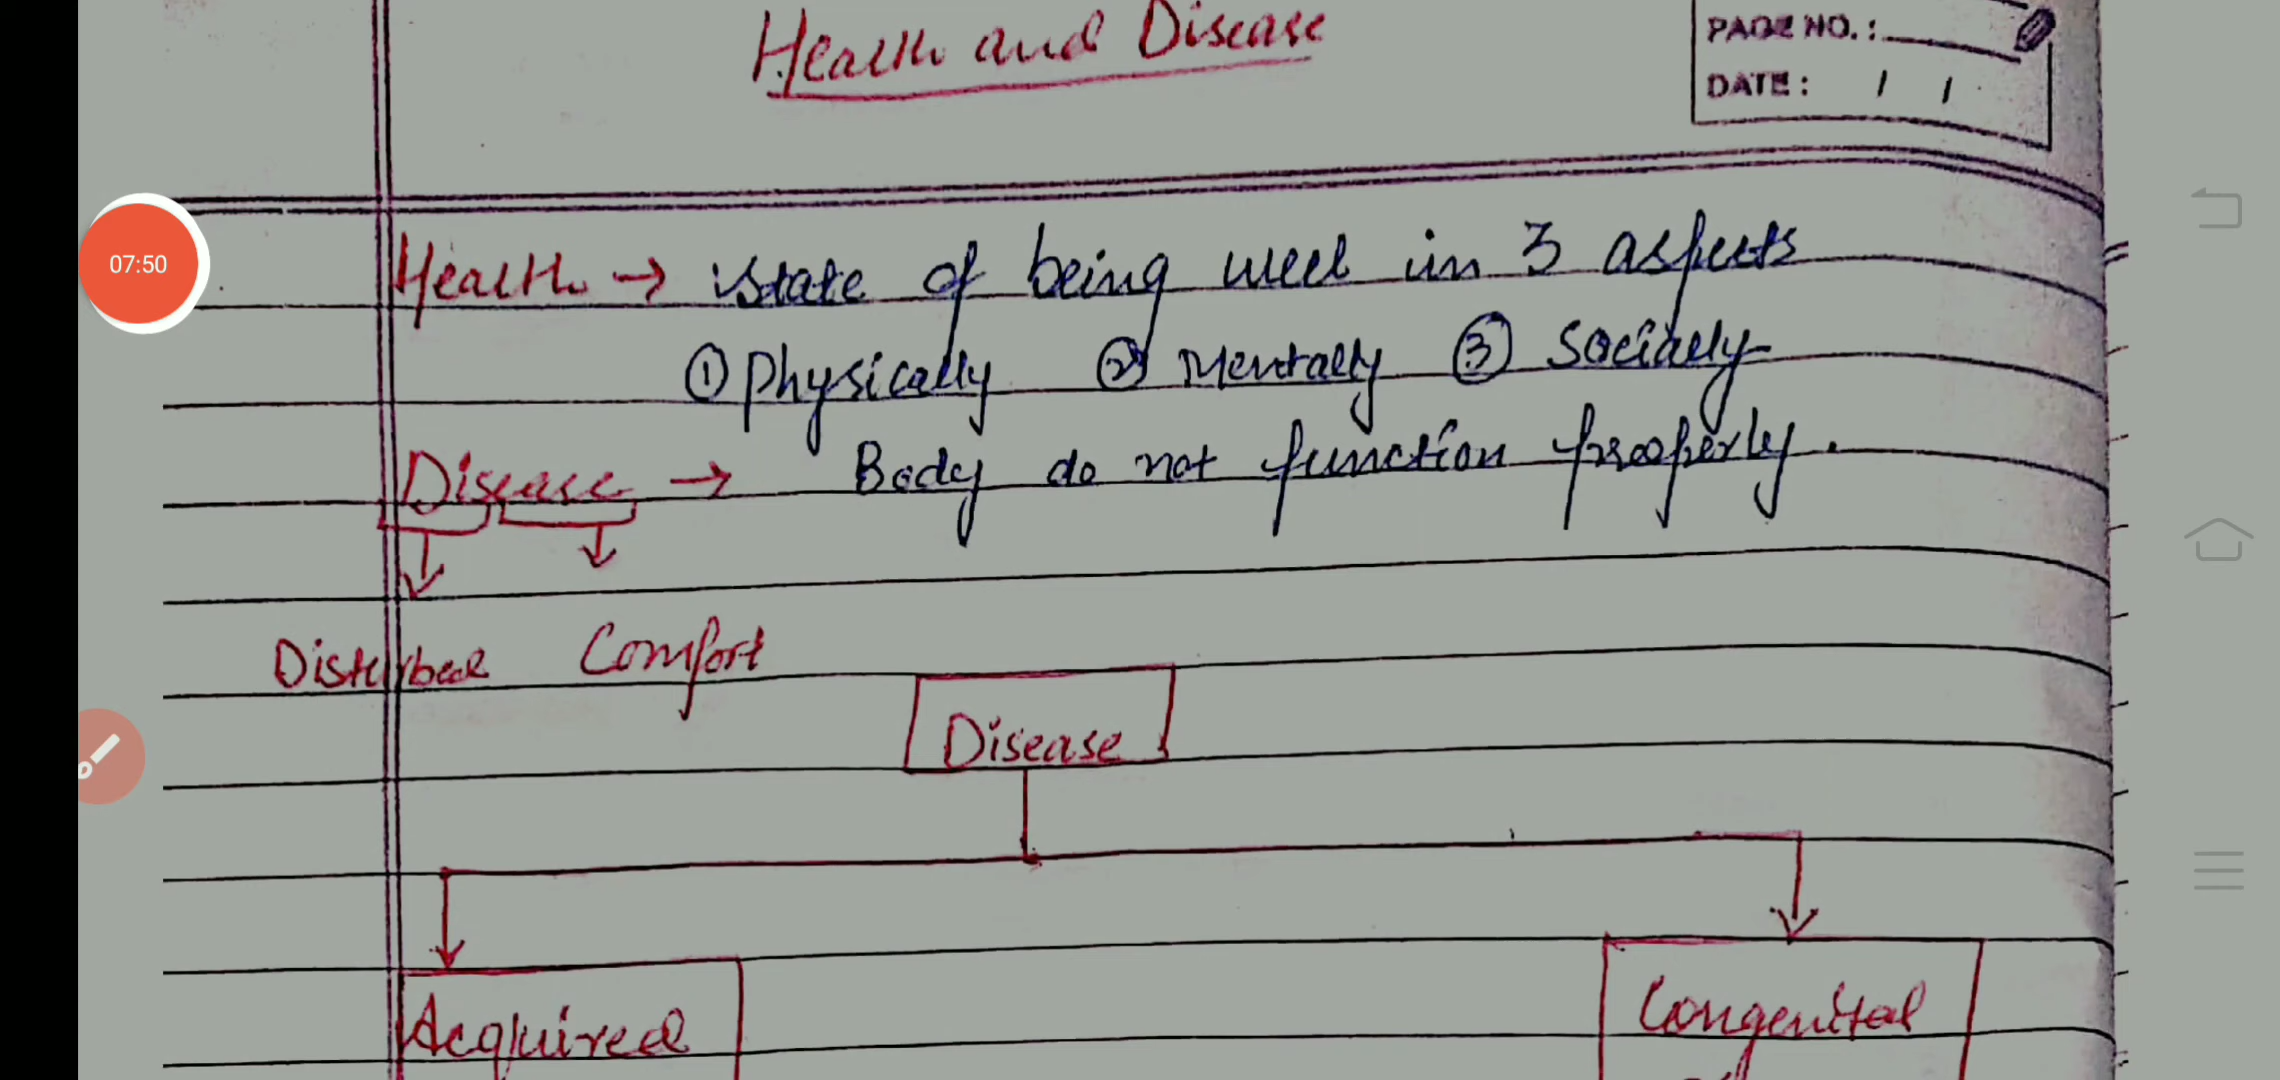 Health and Disease
PAGE NO.:
DATE: / /
07:50
Health → state of being well in 3 aspects
① Physically ② Mentally ③ Socially
Disease → Body do not function properly.
Disturbed Comfort
Disease
Acquired Congenital